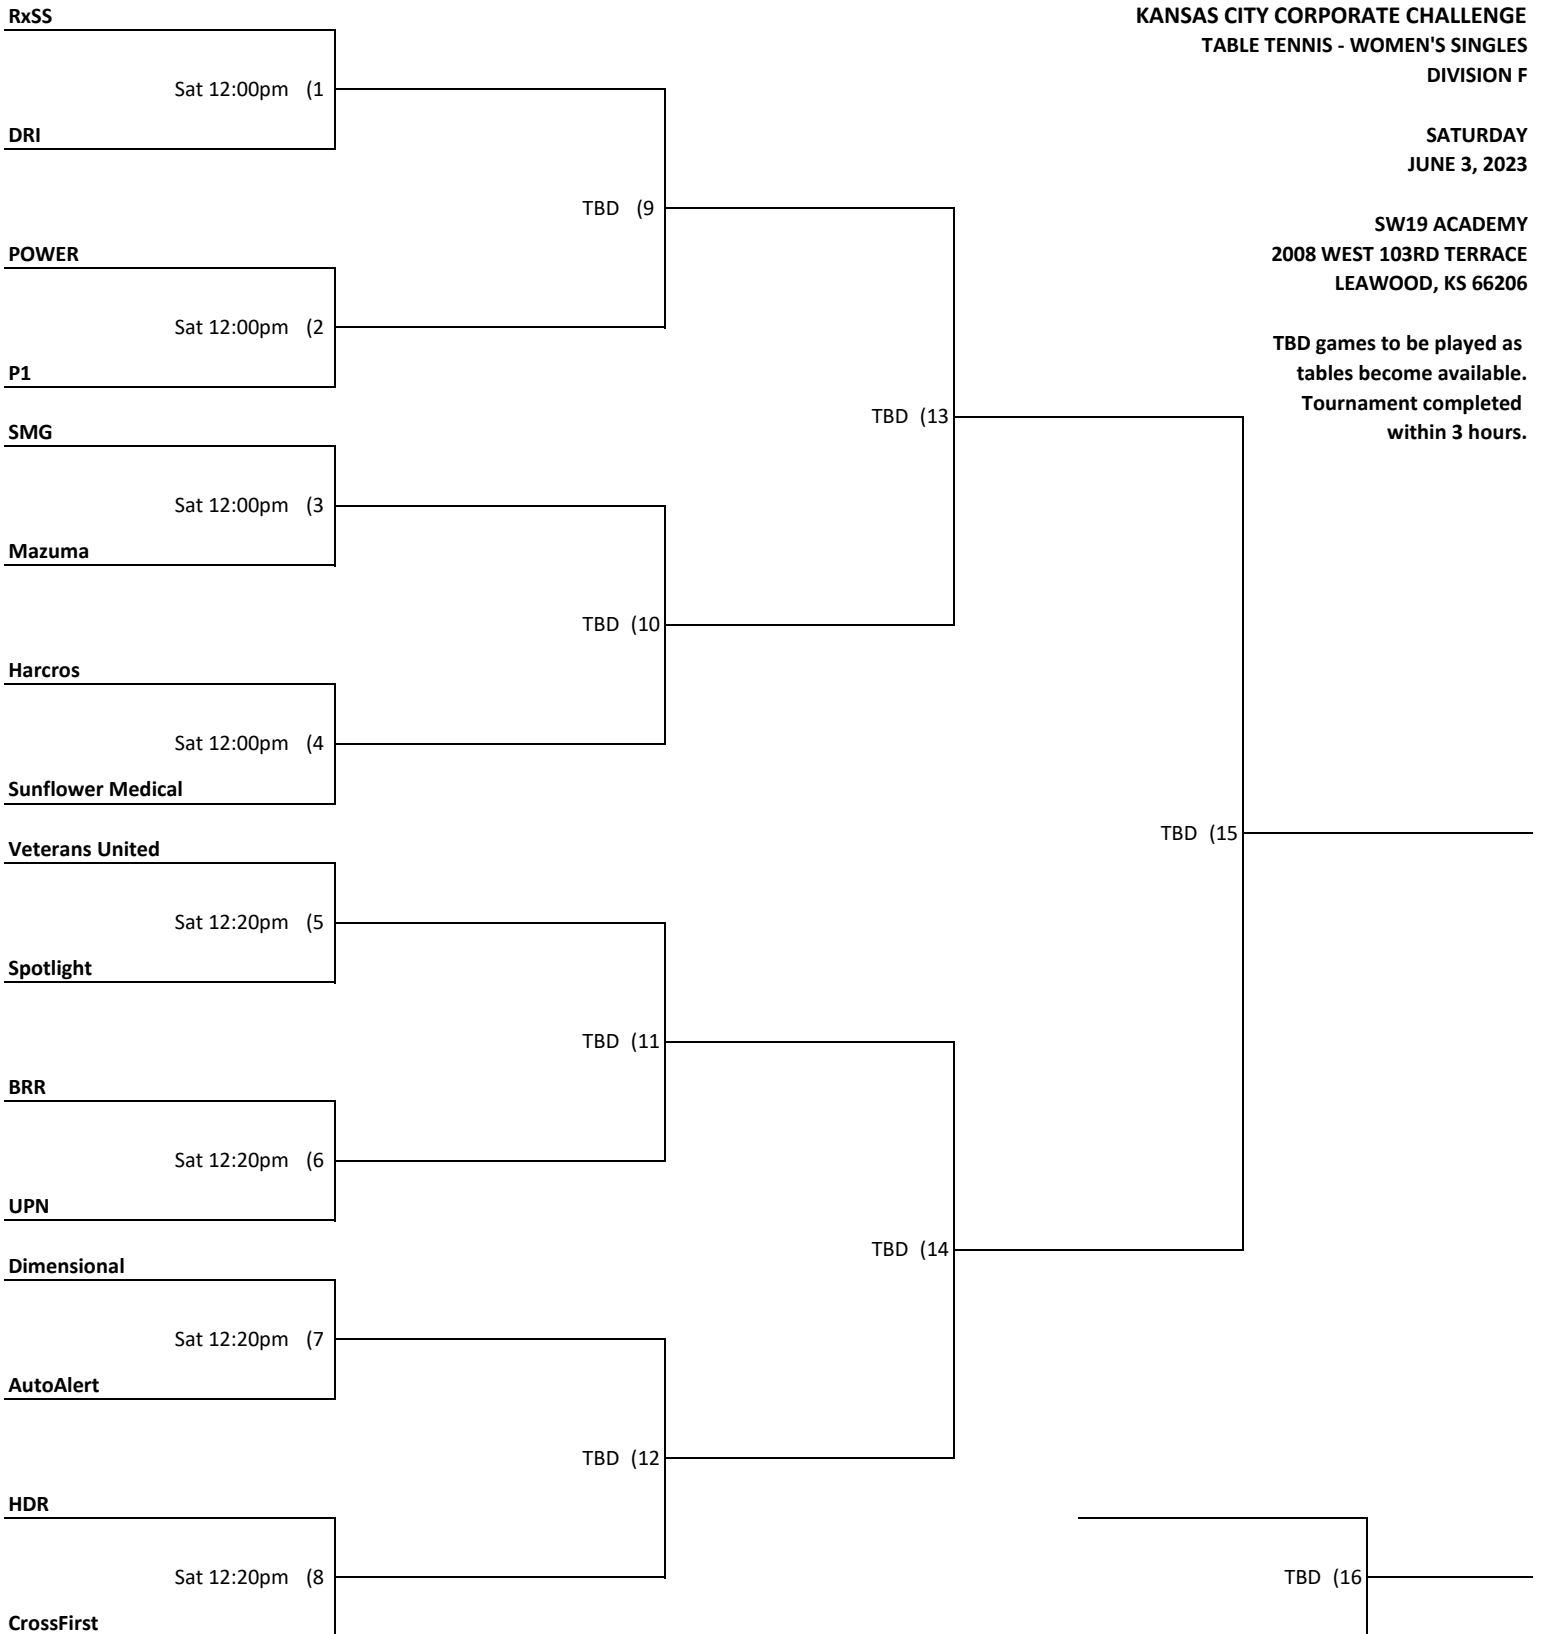 RxSS
KANSAS CITY CORPORATE CHALLENGE
TABLE TENNIS - WOMEN'S SINGLES
DIVISION F
Sat 12:00pm (1
DRI
SATURDAY
JUNE 3, 2023
TBD (9
SW19 ACADEMY
POWER
2008 WEST 103RD TERRACE
LEAWOOD, KS 66206
Sat 12:00pm (2
TBD games to be played as
P1
tables become available.
Tournament completed
TBD (13
SMG
within 3 hours.
Sat 12:00pm (3
Mazuma
TBD (10
Harcros
Sat 12:00pm (4
Sunflower Medical
TBD (15
Veterans United
Sat 12:20pm (5
Spotlight
TBD (11
BRR
Sat 12:20pm (6
UPN
TBD (14
Dimensional
Sat 12:20pm (7
AutoAlert
TBD (12
HDR
Sat 12:20pm (8
TBD (16
CrossFirst